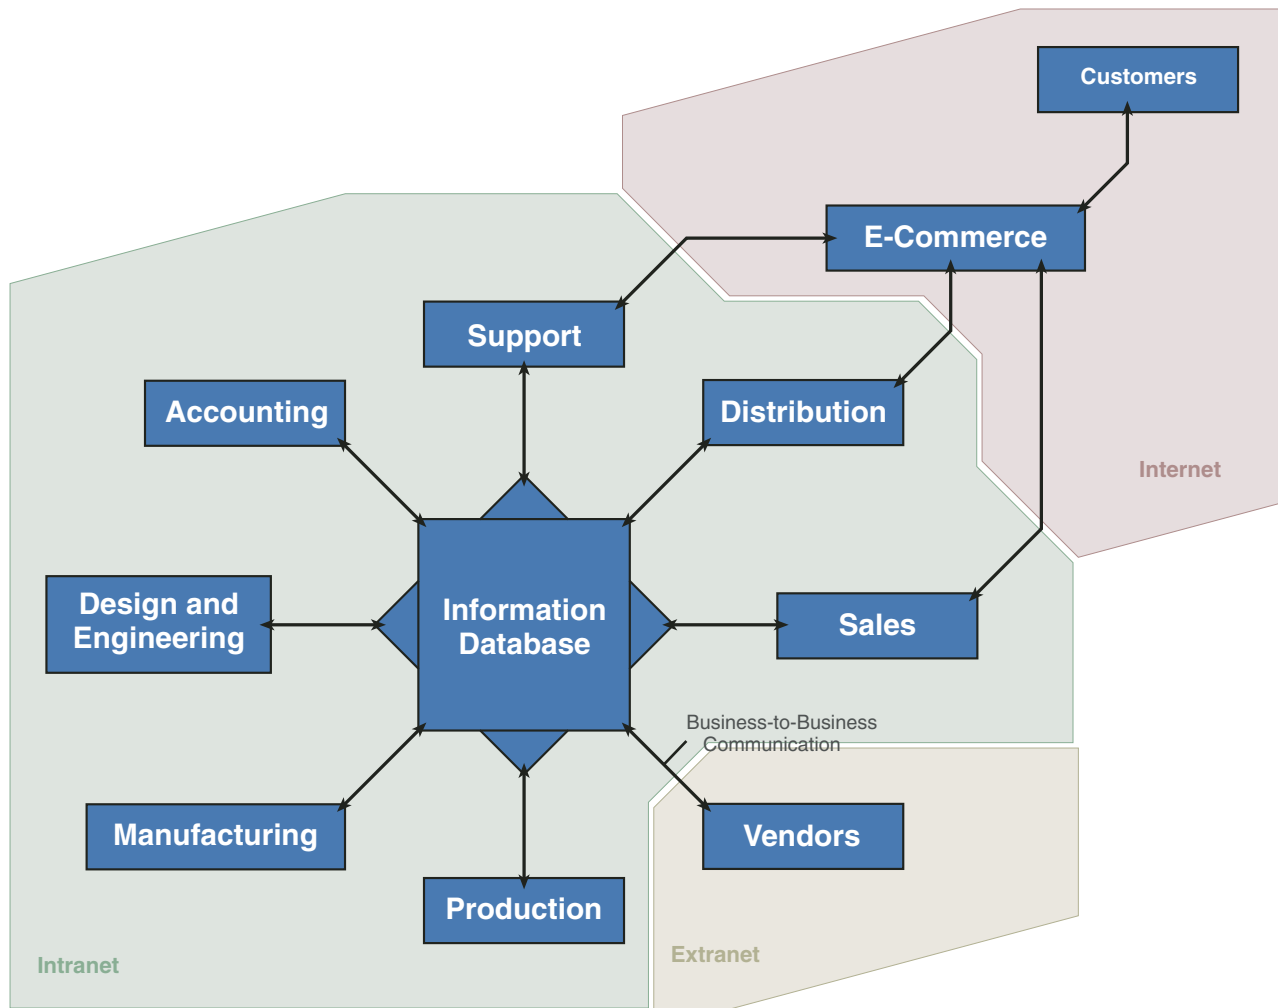 Customers
E-Commerce
Support
Accounting
Distribution
Internet
Design and
Engineering
Information
Database
Sales
Business-to-Business
Communication
Manufacturing
Vendors
Production
Intranet
Extranet